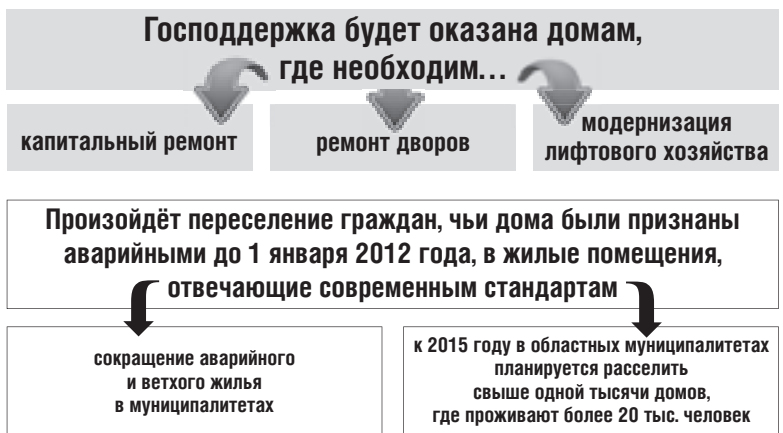 Господдержка будет оказана домам,
где необходим...
капитальный ремонт
ремонт дворов
модернизация
лифтового хозяйства
Произойдёт переселение граждан, чьи дома были признаны
аварийными до 1 января 2012 года, в жилые помещения,
отвечающие современным стандартам
сокращение аварийного
и ветхого жилья
в муниципалитетах
к 2015 году в областных муниципалитетах
планируется расселить
свыше одной тысячи домов,
где проживают более 20 тыс. человек